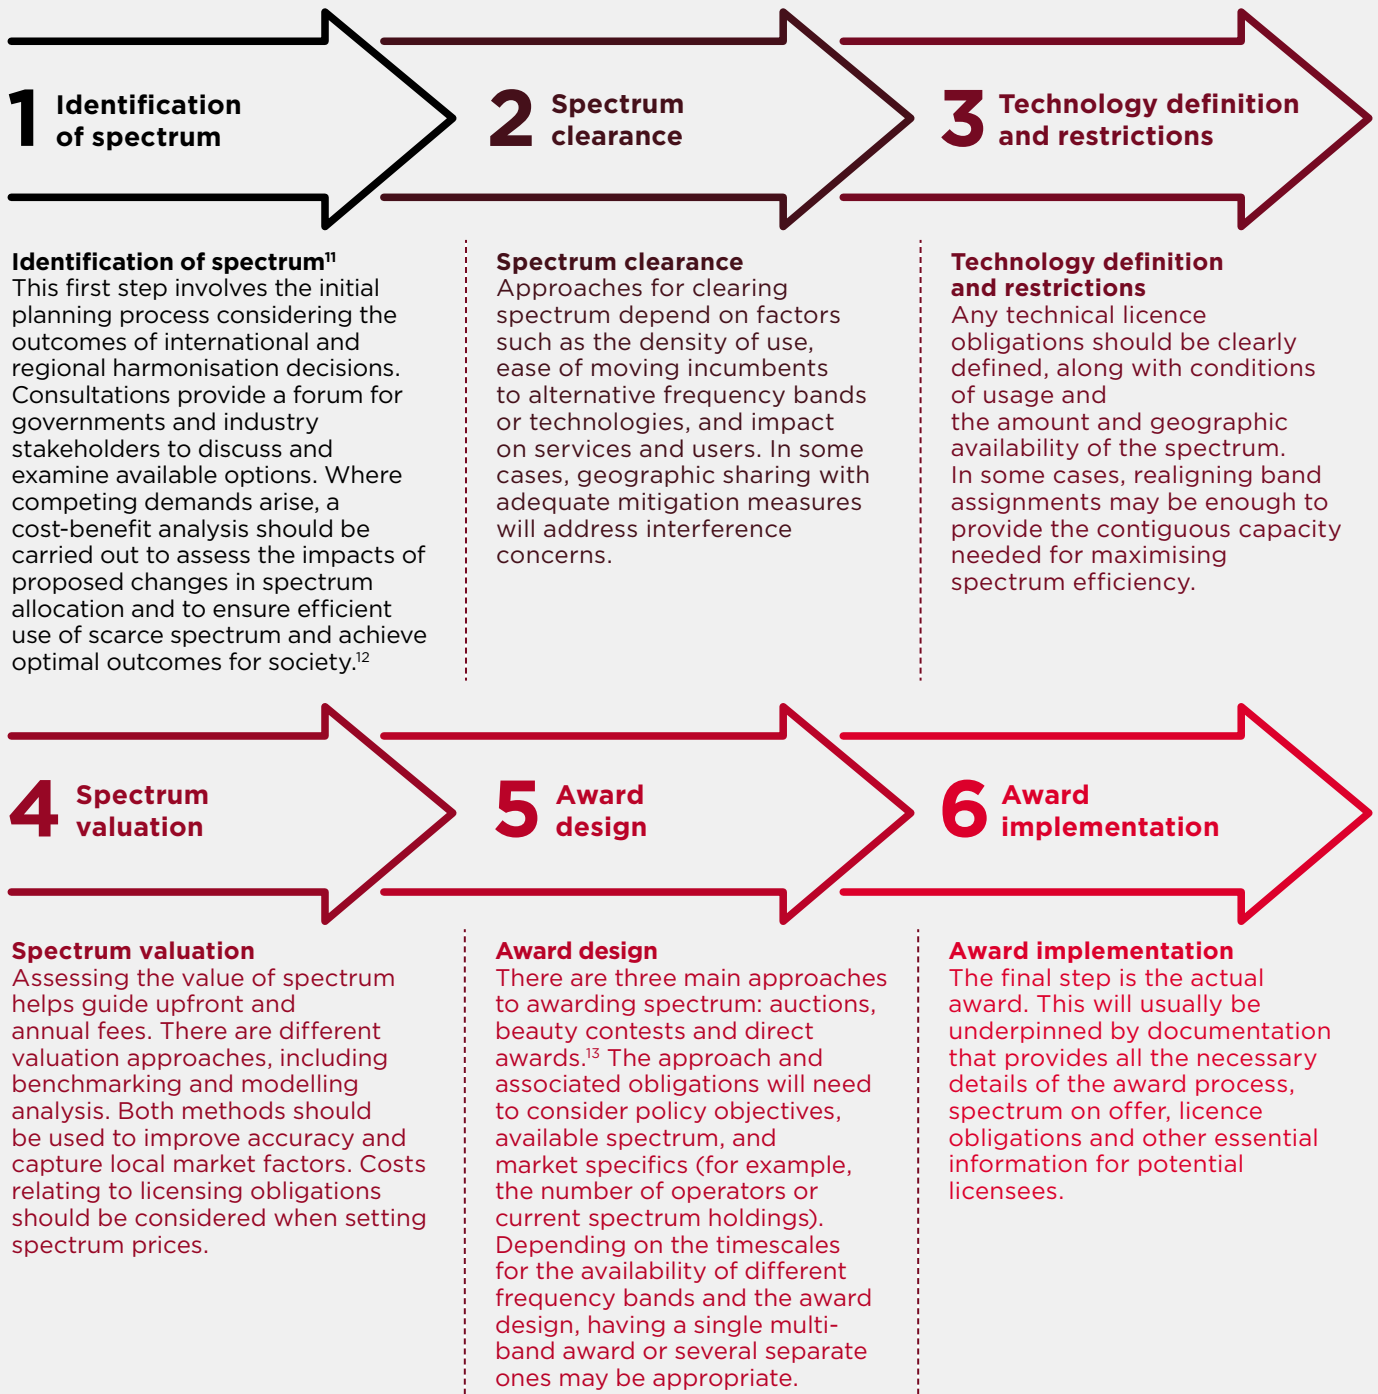 1 Identification
of spectrum
2 Spectrum
clearance
3 Technology definition
and restrictions
Identification of spectrum¹¹
This first step involves the initial
planning process considering the
outcomes of international and
regional harmonisation decisions.
Consultations provide a forum for
governments and industry
stakeholders to discuss and
examine available options. Where
competing demands arise, a
cost-benefit analysis should be
carried out to assess the impacts of
proposed changes in spectrum
allocation and to ensure efficient
use of scarce spectrum and achieve
optimal outcomes for society.¹²
Spectrum clearance
Approaches for clearing
spectrum depend on factors
such as the density of use,
ease of moving incumbents
to alternative frequency bands
or technologies, and impact
on services and users. In some
cases, geographic sharing with
adequate mitigation measures
will address interference
concerns.
Technology definition
and restrictions
Any technical licence
obligations should be clearly
defined, along with conditions
of usage and
the amount and geographic
availability of the spectrum.
In some cases, realigning band
assignments may be enough to
provide the contiguous capacity
needed for maximising
spectrum efficiency.
4 Spectrum
valuation
5 Award
design
6 Award
implementation
Spectrum valuation
Assessing the value of spectrum
helps guide upfront and
annual fees. There are different
valuation approaches, including
benchmarking and modelling
analysis. Both methods should
be used to improve accuracy and
capture local market factors. Costs
relating to licensing obligations
should be considered when setting
spectrum prices.
Award design
There are three main approaches
to awarding spectrum: auctions,
beauty contests and direct
awards.¹³ The approach and
associated obligations will need
to consider policy objectives,
available spectrum, and
market specifics (for example,
the number of operators or
current spectrum holdings).
Depending on the timescales
for the availability of different
frequency bands and the award
design, having a single multi-
band award or several separate
ones may be appropriate.
Award implementation
The final step is the actual
award. This will usually be
underpinned by documentation
that provides all the necessary
details of the award process,
spectrum on offer, licence
obligations and other essential
information for potential
licensees.